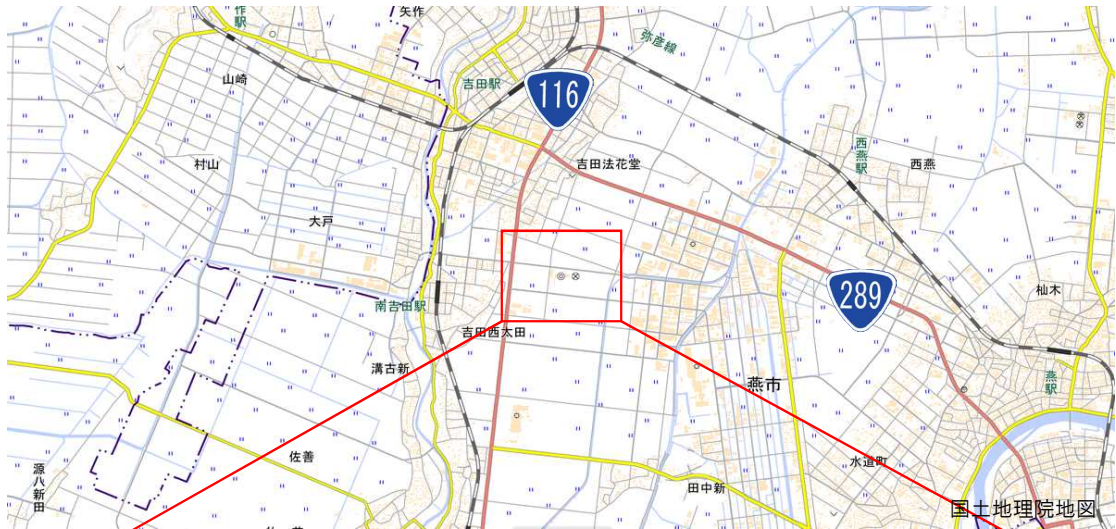 作駅
矢作
弥彦線
山崎
吉田駅
116
村山
吉田法花堂
西燕駅
西燕
大戸
杣木
南吉田駅
289
吉田西太田
溝古新
燕市
燕駅
佐善
水道町
源八新田
田中新
国土地理院地図